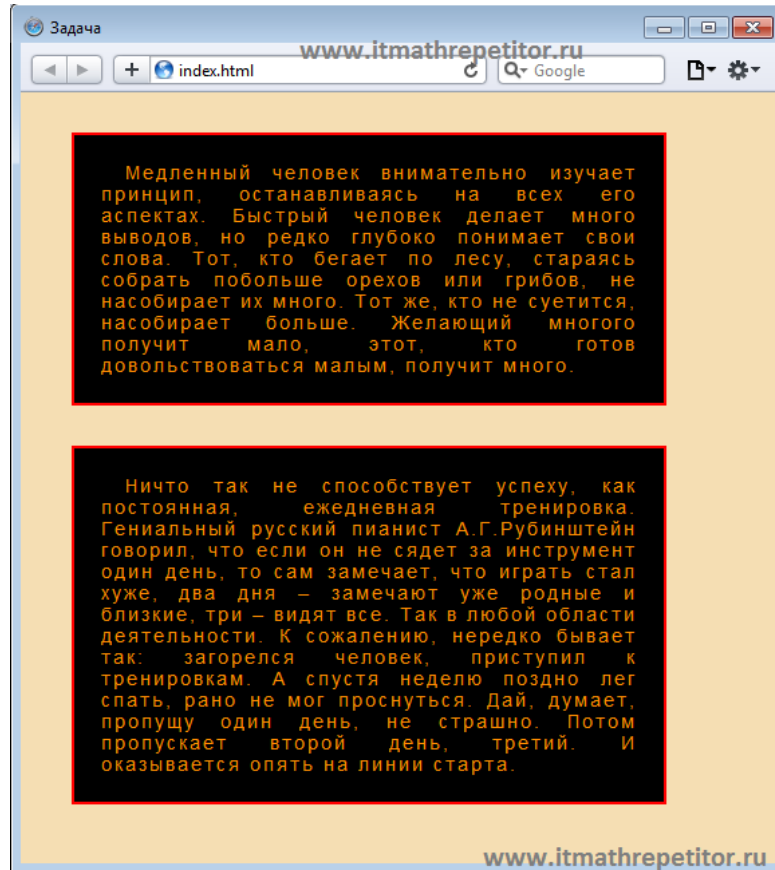 Задача
www.itmathrepetitor.ru
index.html
Google
Медленный человек внимательно изучает
принцип, останавливаясь на всех его
аспектах. Быстрый человек делает много
выводов, но редко глубоко понимает свои
слова. Тот, кто бегает по лесу, стараясь
собрать побольше орехов или грибов, не
насобирает их много. Тот же, кто не суетится,
насобирает больше. Желающий многого
получит мало, этот, кто готов
довольствоваться малым, получит много.
Ничто так не способствует успеху, как
постоянная, ежедневная тренировка.
Гениальный русский пианист А.Г.Рубинштейн
говорил, что если он не сядет за инструмент
один день, то сам замечает, что играть стал
хуже, два дня – замечают уже родные и
близкие, три – видят все. Так в любой области
деятельности. К сожалению, нередко бывает
так: загорелся человек, приступил к
тренировкам. А спустя неделю поздно лег
спать, рано не мог проснуться. Дай, думает,
пропущу один день, не страшно. Потом
пропускает второй день, третий. И
оказывается опять на линии старта.
www.itmathrepetitor.ru